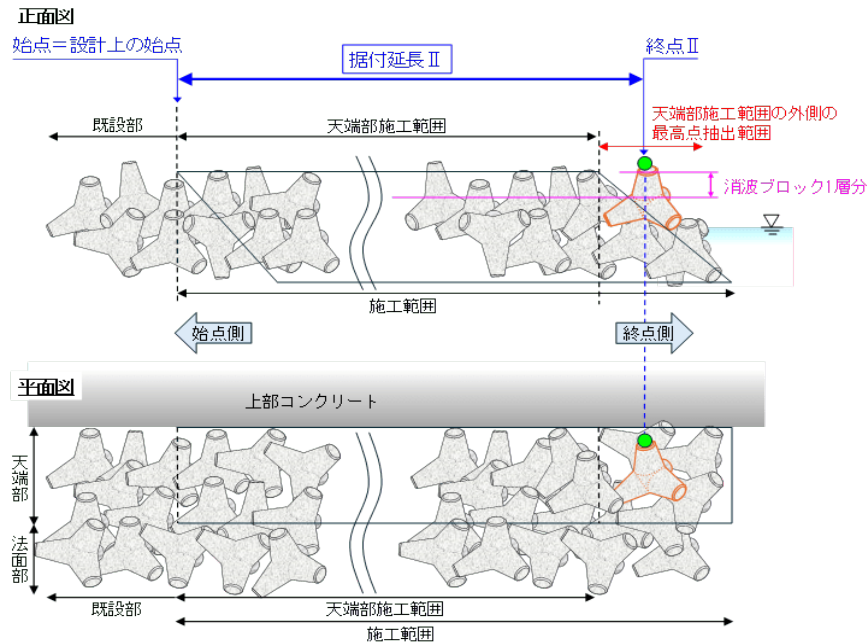 正面図
始点=設計上の始点
据付延長Ⅱ
終点Ⅱ
既設部
天端部施工範囲
天端部施工範囲の外側の
最高点抽出範囲
消波ブロック1層分
施工範囲
始点側
終点側
平面図
上部コンクリート
天端部
法面部
既設部
天端部施工範囲
施工範囲